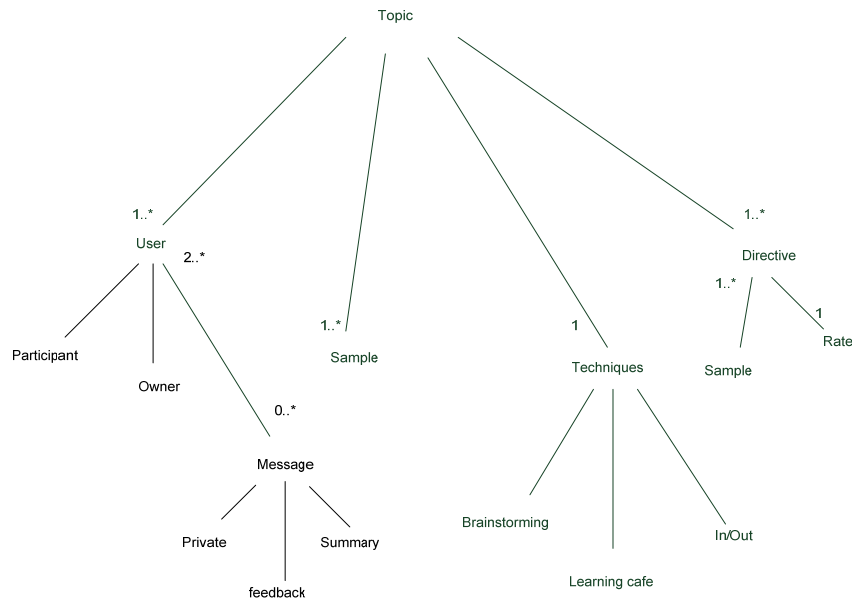 Topic
1..*
User
2..*
1..*
Directive
1..*
1
Rate
1..*
Sample
1
Techniques
Sample
Participant
Owner
0..*
Message
Private
Summary
feedback
Brainstorming
In/Out
Learning cafe